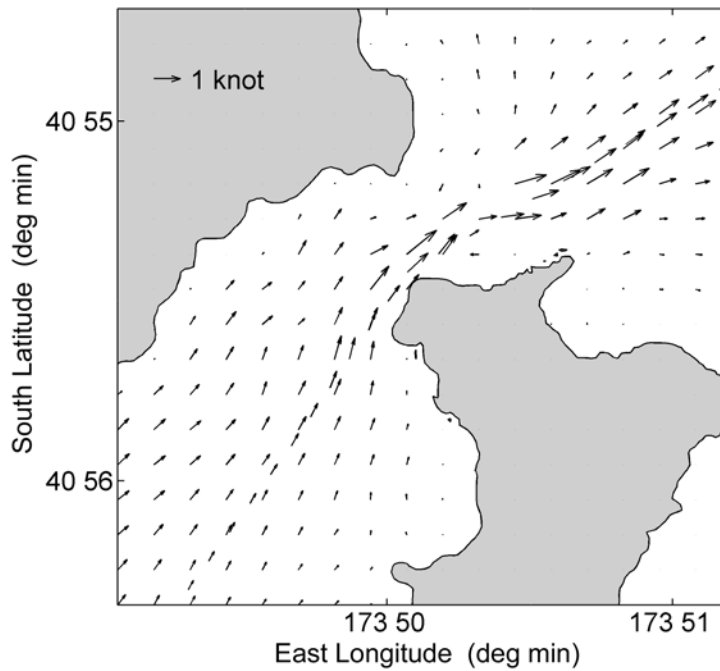 1 knot
40 55
South Latitude (deg min)
40 56
173 50
173 51
East Longitude (deg min)